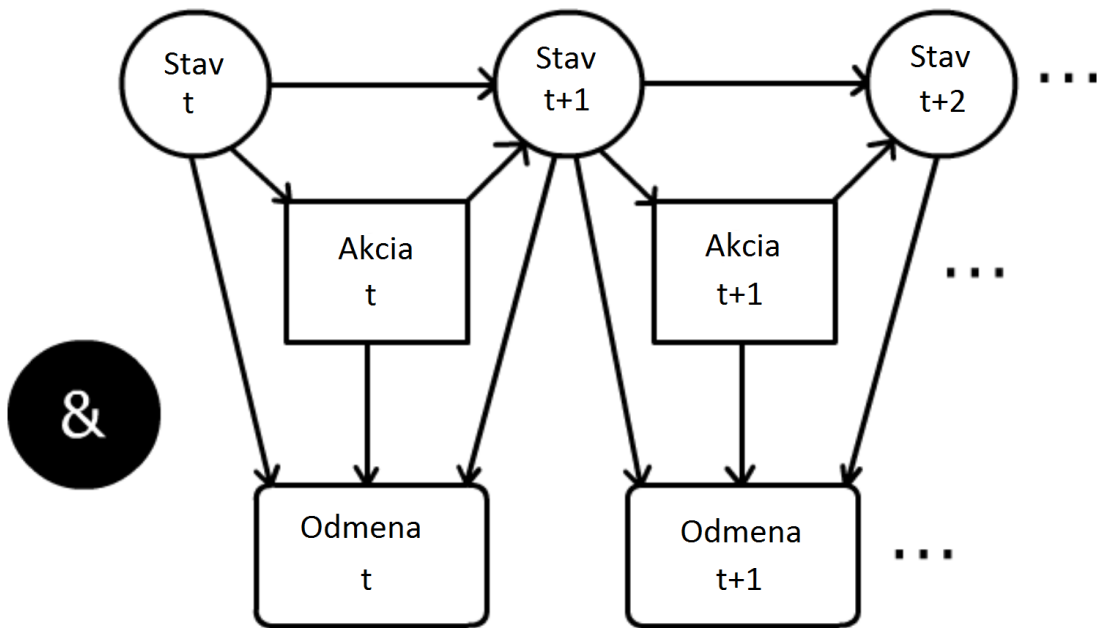 Stav
t
Stav
t+1
Stav
t+2
...
Akcia
t
Akcia
t+1
...
&
Odmena
t
Odmena
t+1
...